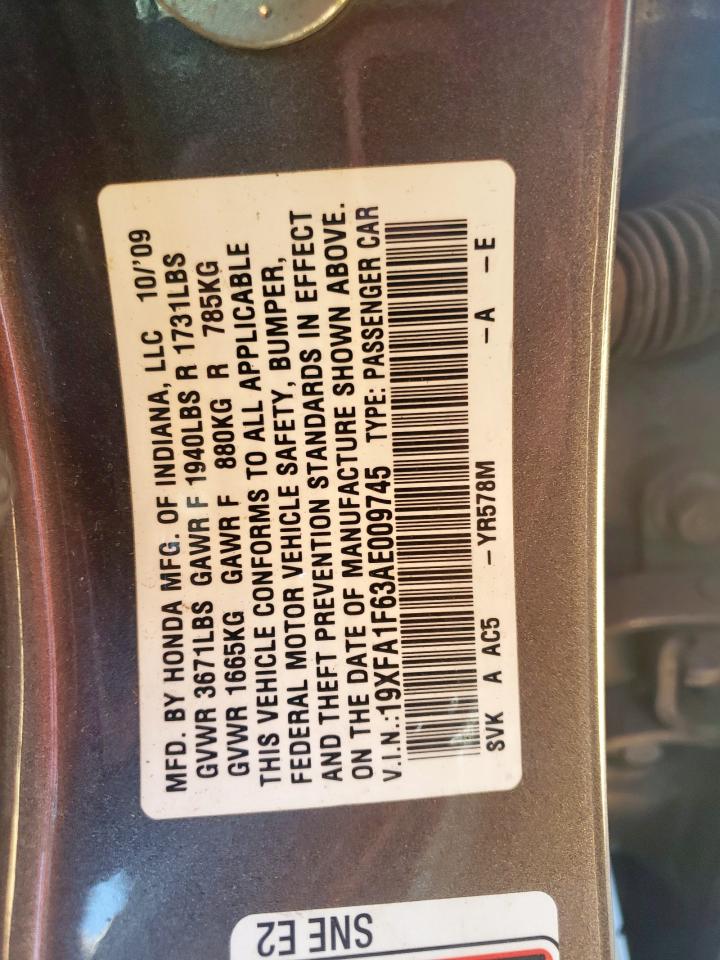 MFD. BY HONDA MFG. OF INDIANA, LLC 10/'09
GVWR 3671LBS GAWR F 1940LBS R 1731LBS
GVWR 1665KG GAWR F 880KG R 785KG
THIS VEHICLE CONFORMS TO ALL APPLICABLE
FEDERAL MOTOR VEHICLE SAFETY, BUMPER,
AND THEFT PREVENTION STANDARDS IN EFFECT
ON THE DATE OF MANUFACTURE SHOWN ABOVE.
V.I.N.:19XFA1F63AE009745 TYPE: PASSENGER CAR
SVK A AC5 - YR578M - A - E
SNE E2